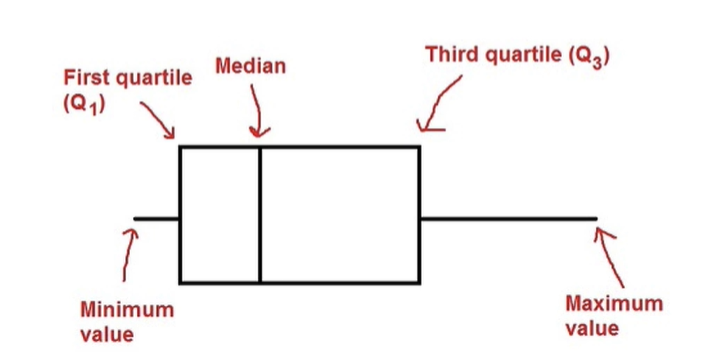 First quartile
(Q1)
Median
Third quartile (Q3)
Minimum
value
Maximum
value